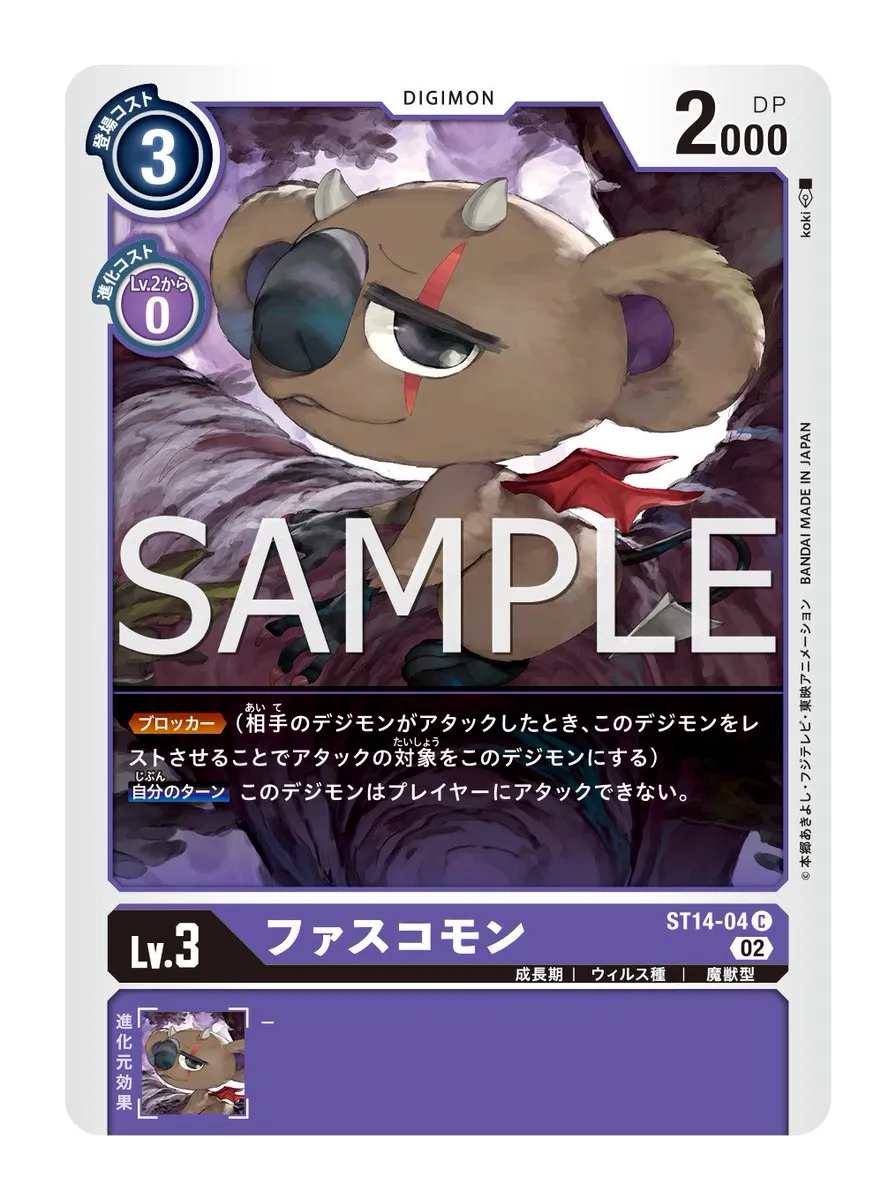 DIGIMON
登場コスト
3
DP
2000
進化コスト
Lv.2から
0
koki
SAMPLE
ブロッカー (相手のデジモンがアタックしたとき、このデジモンをレ
ストさせることでアタックの対象をこのデジモンにする)
自分のターン このデジモンはプレイヤーにアタックできない。
©本郷あきよし・フジテレビ・東映アニメーション BANDAI MADE IN JAPAN
Lv.3
ファスコモン
ST14-04 C
02
成長期 | ウィルス種 | 魔獣型
進化元効果
–